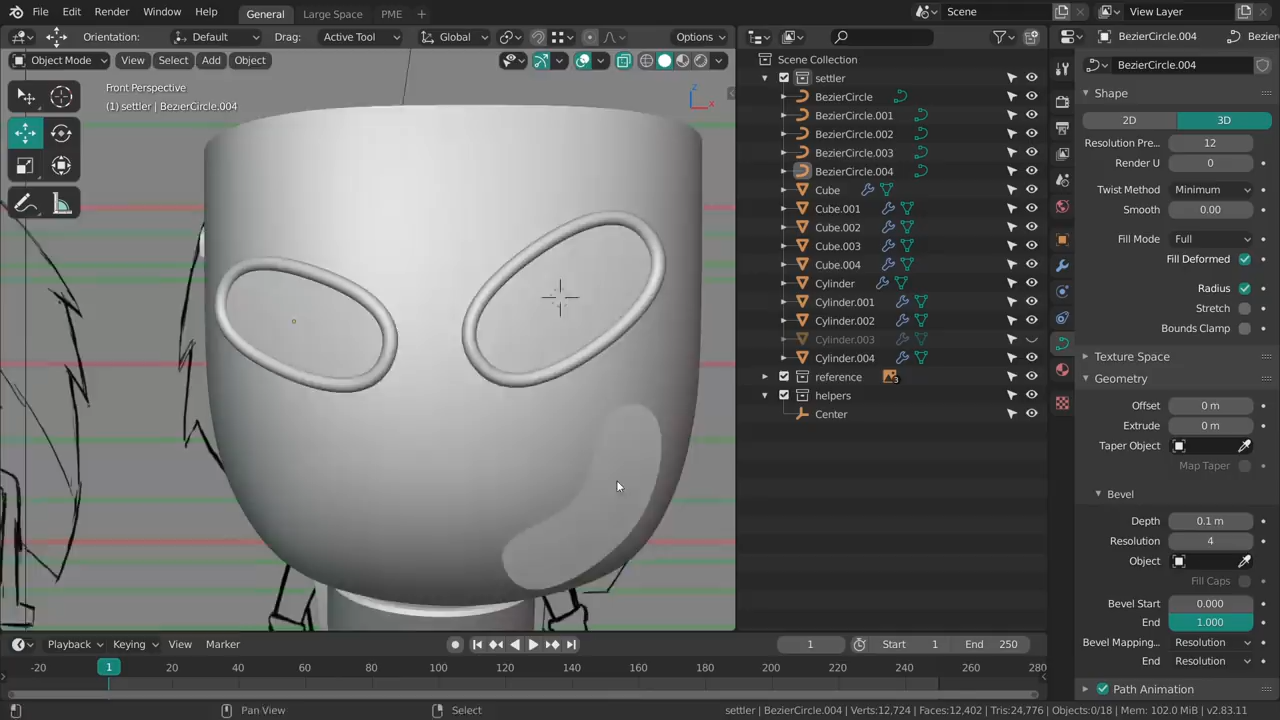 File Edit Render Window Help General Large Space PME + Scene View Layer
Orientation: Default Drag: Active Tool Global Options
Object Mode View Select Add Object
Front Perspective
(1) settler | BezierCircle.004
Z
X
Scene Collection
settler
BezierCircle
BezierCircle.001
BezierCircle.002
BezierCircle.003
BezierCircle.004
Cube
Cube.001
Cube.002
Cube.003
Cube.004
Cylinder
Cylinder.001
Cylinder.002
Cylinder.003
Cylinder.004
reference 3
helpers
Center
BezierCircle.004 Bezier
BezierCircle.004
Shape
2D 3D
Resolution Pre... 12
Render U 0
Twist Method Minimum
Smooth 0.00
Fill Mode Full
Fill Deformed
Radius
Stretch
Bounds Clamp
Texture Space
Geometry
Offset 0 m
Extrude 0 m
Taper Object
Map Taper
Bevel
Depth 0.1 m
Resolution 4
Object
Fill Caps
Bevel Start 0.000
End 1.000
Bevel Mapping... Resolution
End Resolution
Path Animation
Playback Keying View Marker 1 Start 1 End 250
-20 1 20 40 60 80 100 120 140 160 180 200 220 240 260 280
Pan View Select settler | BezierCircle.004 | Verts:12,724 | Faces:12,402 | Tris:24,776 | Objects:0/18 | Mem: 102.0 MiB | v2.83.11